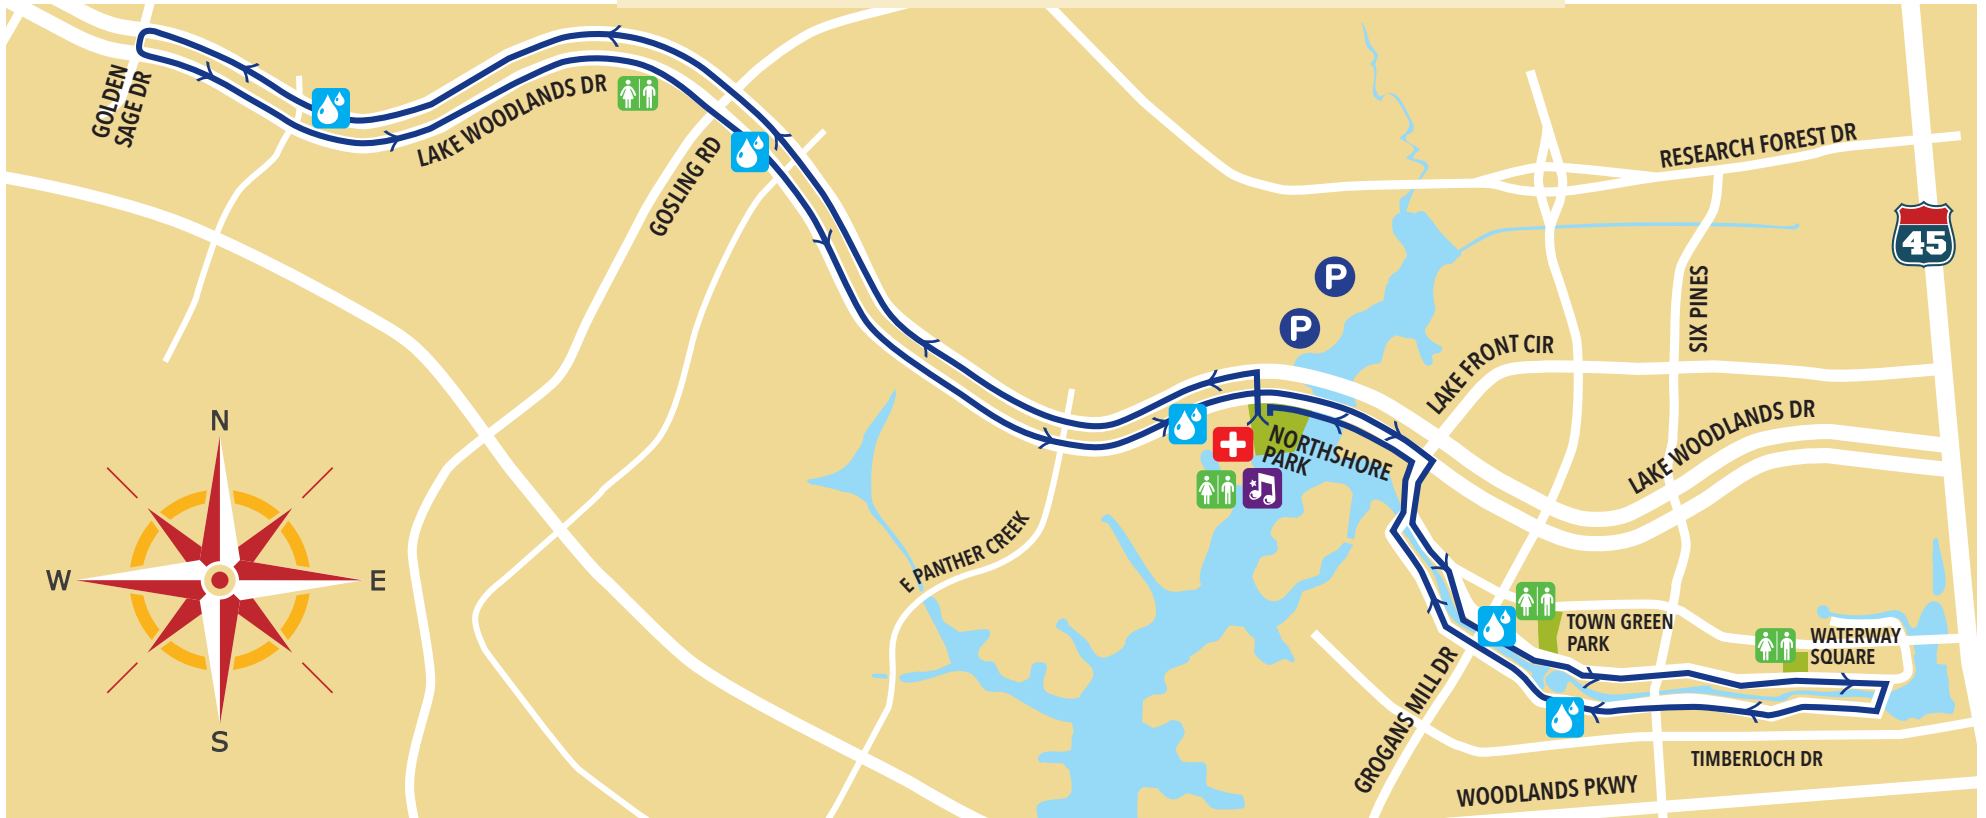 GOLDEN
SAGE DR
LAKE WOODLANDS DR
GOSLING RD
RESEARCH FOREST DR
45
SIX PINES
P
P
LAKE FRONT CIR
LAKE WOODLANDS DR
NORTHSHORE
PARK
E PANTHER CREEK
N
W
E
S
TOWN GREEN
PARK
WATERWAY
SQUARE
GROGANS MILL DR
TIMBERLOCH DR
WOODLANDS PKWY